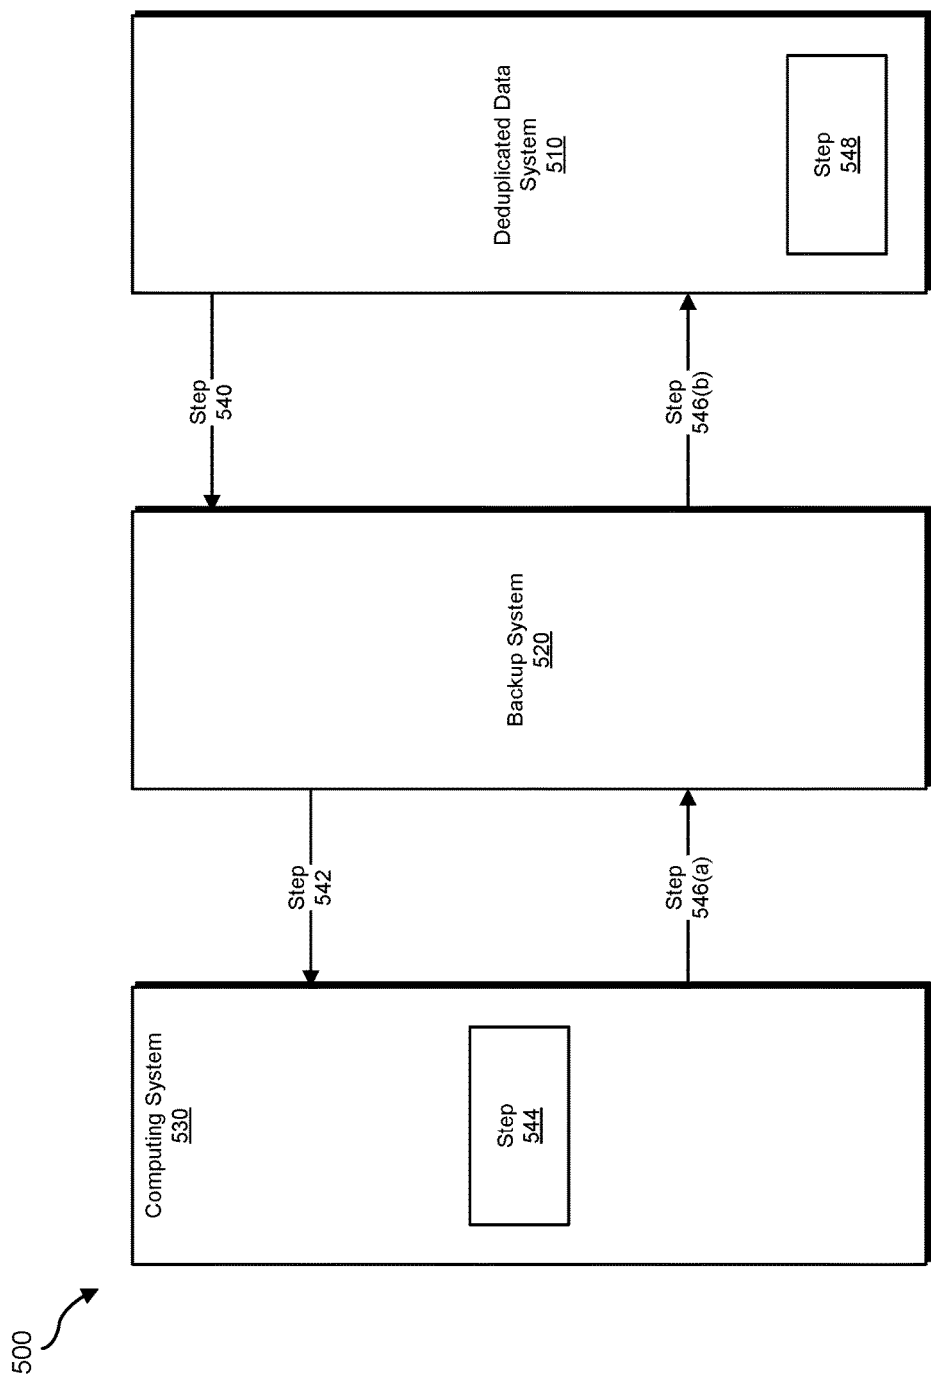 500
Computing System
530
Step
544
Step
542
Step
546(a)
Backup System
520
Step
540
Step
546(b)
Deduplicated Data
System
510
Step
548